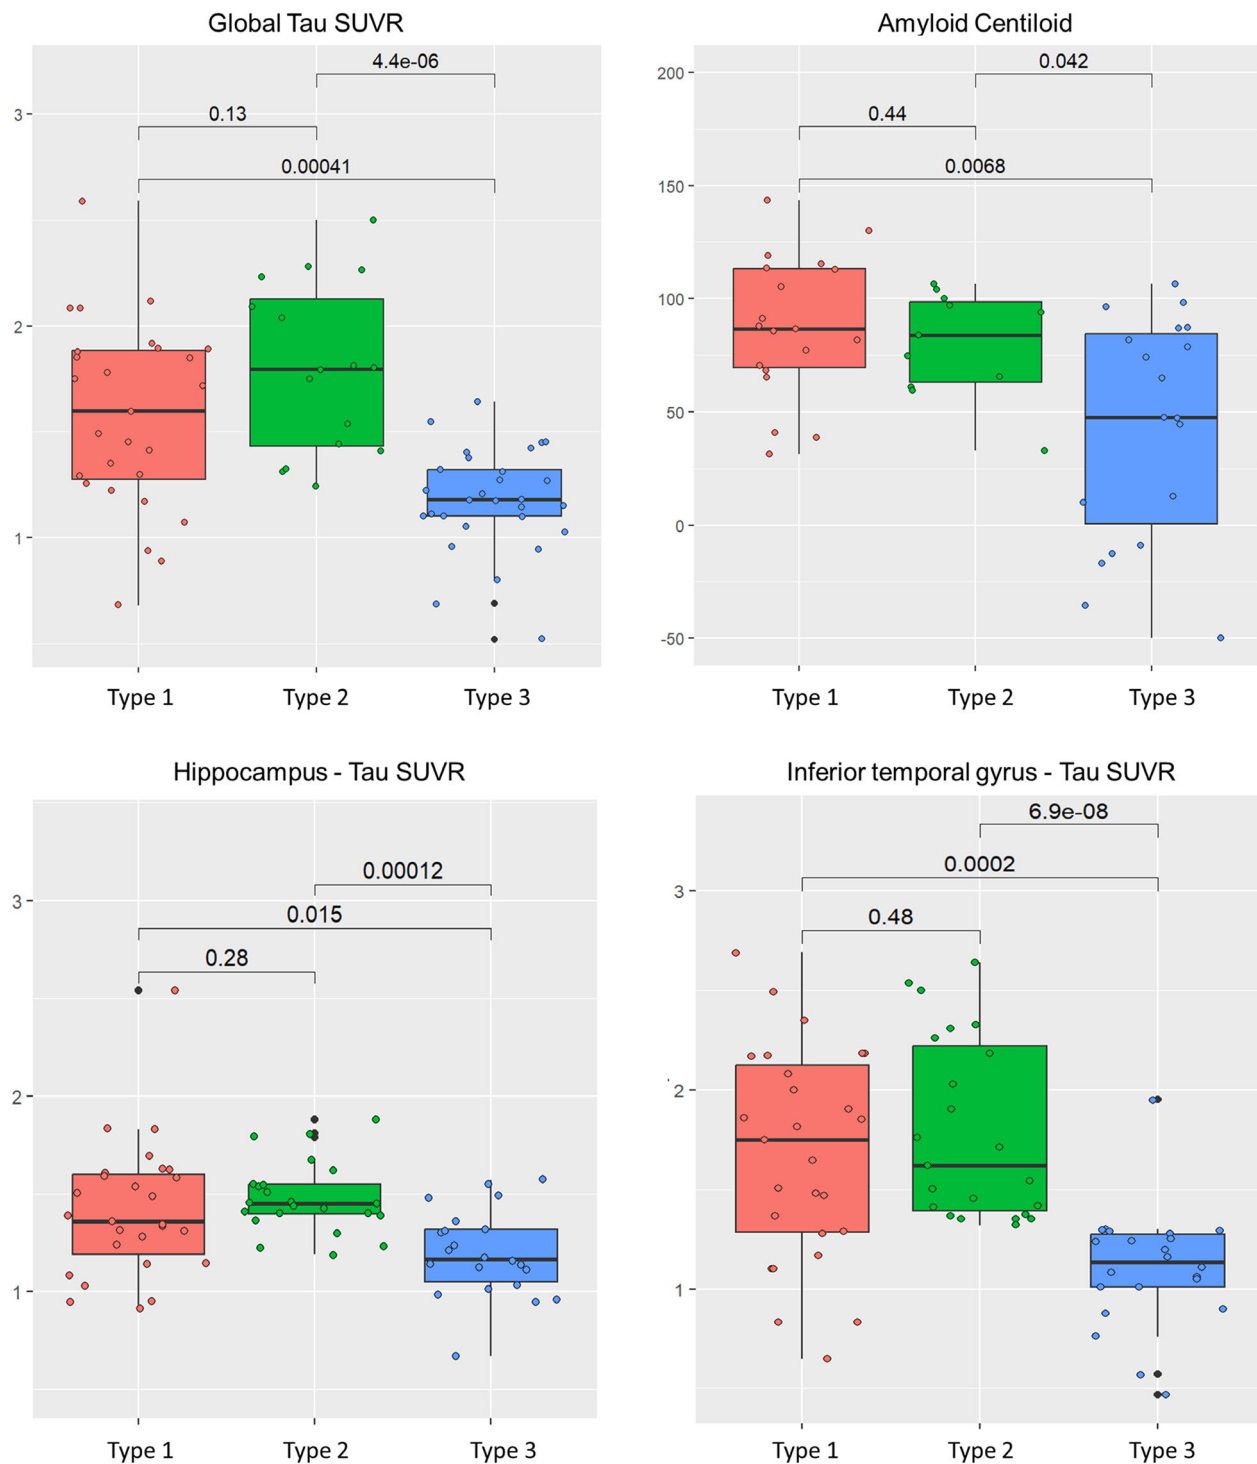 Global Tau SUVR
4.4e-06
0.13
0.00041
3
2
1
Type 1 Type 2 Type 3
Amyloid Centiloid
0.042
0.44
0.0068
200
150
100
50
0
-50
Type 1 Type 2 Type 3
Hippocampus - Tau SUVR
0.00012
0.015
0.28
3
2
1
Type 1 Type 2 Type 3
Inferior temporal gyrus - Tau SUVR
6.9e-08
0.0002
0.48
3
2
1
Type 1 Type 2 Type 3